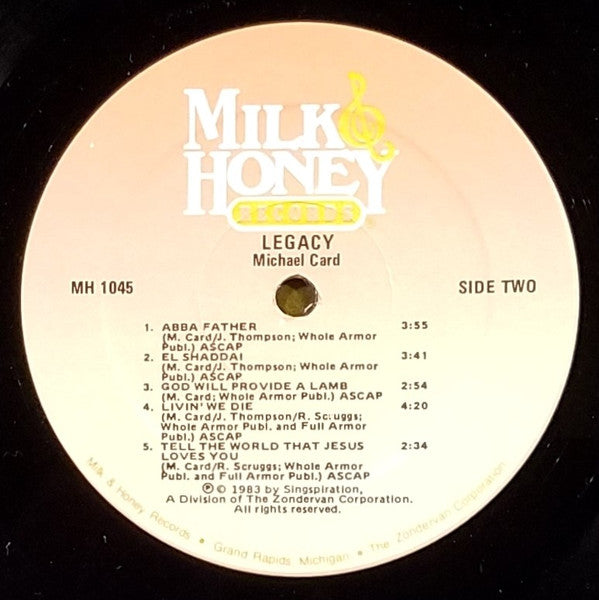 MILK &
HONEY
RECORDS
LEGACY
Michael Card
MH 1045 SIDE TWO
1. ABBA FATHER 3:55
(M. Card/J. Thompson; Whole Armor
Publ.) ASCAP
2. EL SHADDAI 3:41
(M. Card/J. Thompson; Whole Armor
Publ.) ASCAP
3. GOD WILL PROVIDE A LAMB 2:54
(M. Card; Whole Armor Publ.) ASCAP
4. LIVIN' WE DIE 4:20
(M. Card/J. Thompson/R. Scruggs;
Whole Armor Publ. and Full Armor
Publ.) ASCAP
5. TELL THE WORLD THAT JESUS 2:34
LOVES YOU
(M. Card/R. Scruggs; Whole Armor
Publ. and Full Armor Publ.) ASCAP
℗ © 1983 by Singspiration,
A Division of The Zondervan Corporation.
All rights reserved.
Milk & Honey Records • Grand Rapids Michigan • The Zondervan Corporation